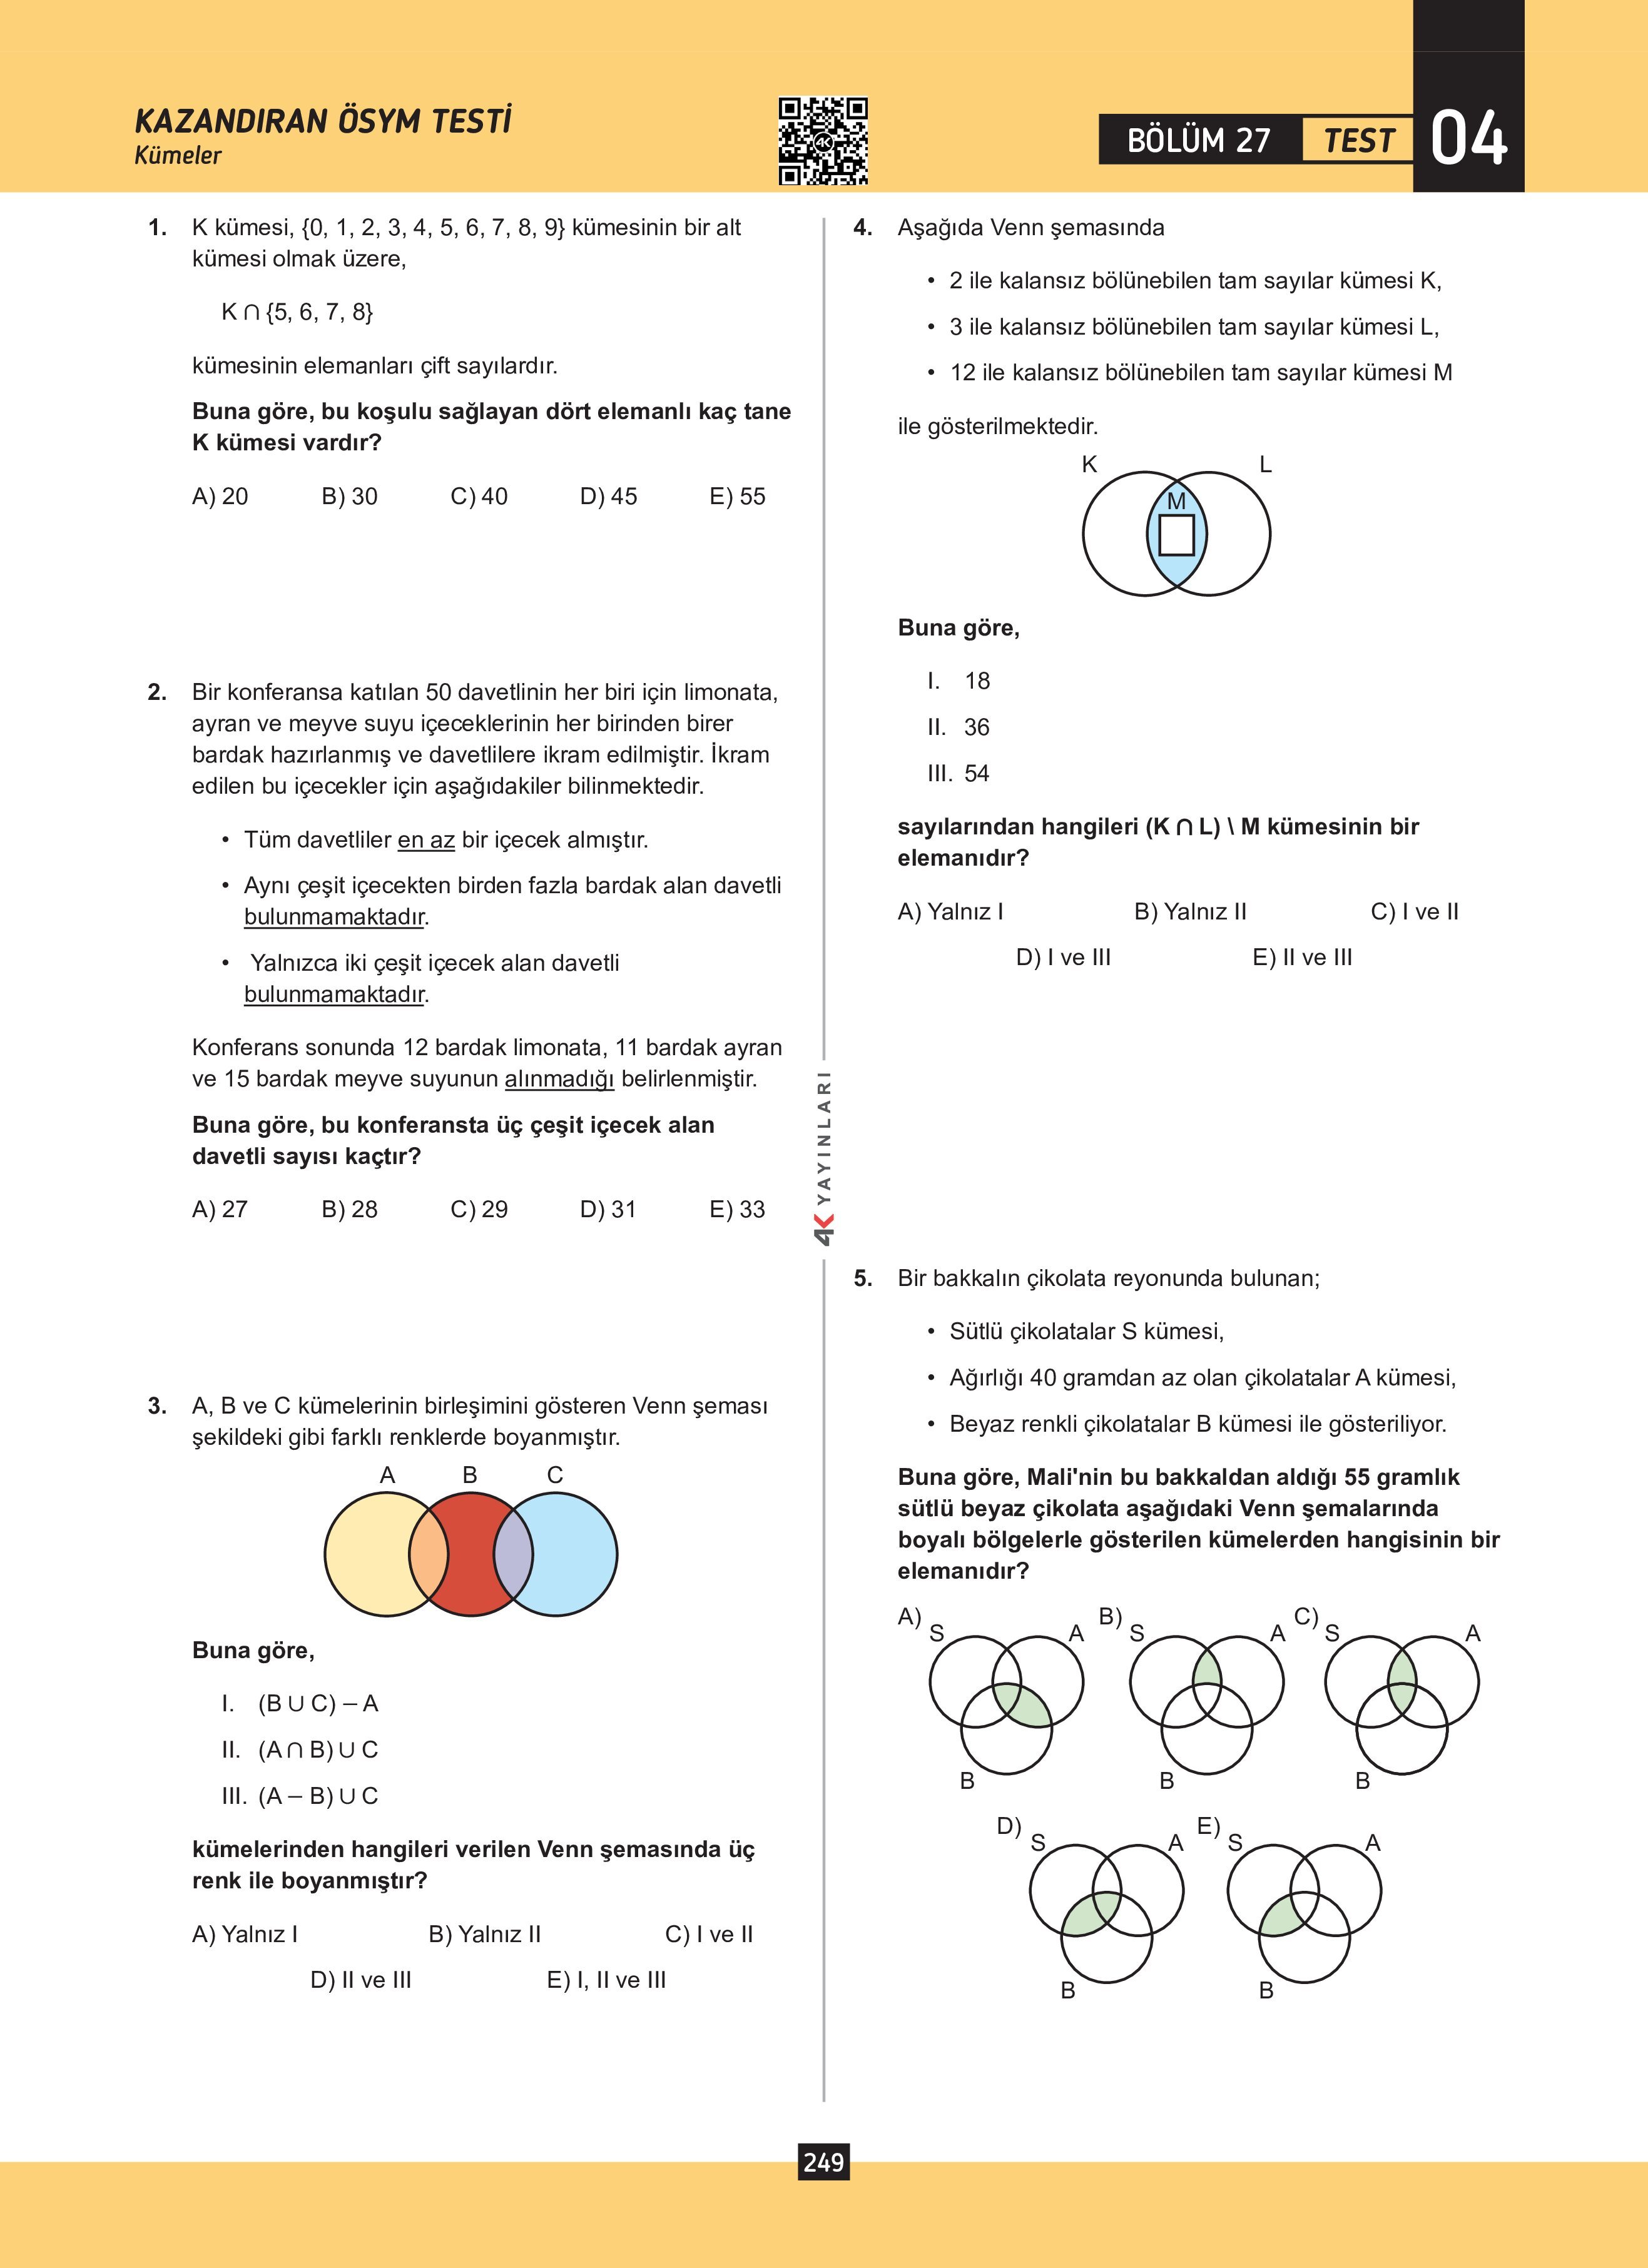 KAZANDIRAN ÖSYM TESTİ
Kümeler
BÖLÜM 27
TEST
04
1. K kümesi, {0, 1, 2, 3, 4, 5, 6, 7, 8, 9} kümesinin bir alt
kümesi olmak üzere,
K ∩ {5, 6, 7, 8}
kümesinin elemanları çift sayılardır.
Buna göre, bu koşulu sağlayan dört elemanlı kaç tane
K kümesi vardır?
A) 20 B) 30 C) 40 D) 45 E) 55
2. Bir konferansa katılan 50 davetlinin her biri için limonata,
ayran ve meyve suyu içeceklerinin her birinden birer
bardak hazırlanmış ve davetlilere ikram edilmiştir. İkram
edilen bu içecekler için aşağıdakiler bilinmektedir.
• Tüm davetliler en az bir içecek almıştır.
• Aynı çeşit içecekten birden fazla bardak alan davetli
bulunmamaktadır.
• Yalnızca iki çeşit içecek alan davetli
bulunmamaktadır.
Konferans sonunda 12 bardak limonata, 11 bardak ayran
ve 15 bardak meyve suyunun alınmadığı belirlenmiştir.
Buna göre, bu konferansta üç çeşit içecek alan
davetli sayısı kaçtır?
A) 27 B) 28 C) 29 D) 31 E) 33
3. A, B ve C kümelerinin birleşimini gösteren Venn şeması
şekildeki gibi farklı renklerde boyanmıştır.
A B C
Buna göre,
I. (B ∪ C) – A
II. (A ∩ B) ∪ C
III. (A – B) ∪ C
kümelerinden hangileri verilen Venn şemasında üç
renk ile boyanmıştır?
A) Yalnız I B) Yalnız II C) I ve II
D) II ve III E) I, II ve III
4K YAYINLARI
4. Aşağıda Venn şemasında
• 2 ile kalansız bölünebilen tam sayılar kümesi K,
• 3 ile kalansız bölünebilen tam sayılar kümesi L,
• 12 ile kalansız bölünebilen tam sayılar kümesi M
ile gösterilmektedir.
K L
M
Buna göre,
I. 18
II. 36
III. 54
sayılarından hangileri (K ∩ L) \ M kümesinin bir
elemanıdır?
A) Yalnız I B) Yalnız II C) I ve II
D) I ve III E) II ve III
5. Bir bakkalın çikolata reyonunda bulunan;
• Sütlü çikolatalar S kümesi,
• Ağırlığı 40 gramdan az olan çikolatalar A kümesi,
• Beyaz renkli çikolatalar B kümesi ile gösteriliyor.
Buna göre, Mali'nin bu bakkaldan aldığı 55 gramlık
sütlü beyaz çikolata aşağıdaki Venn şemalarında
boyalı bölgelerle gösterilen kümelerden hangisinin bir
elemanıdır?
A) S A B) S A C) S A
B B B
D) S A E) S A
B B
249